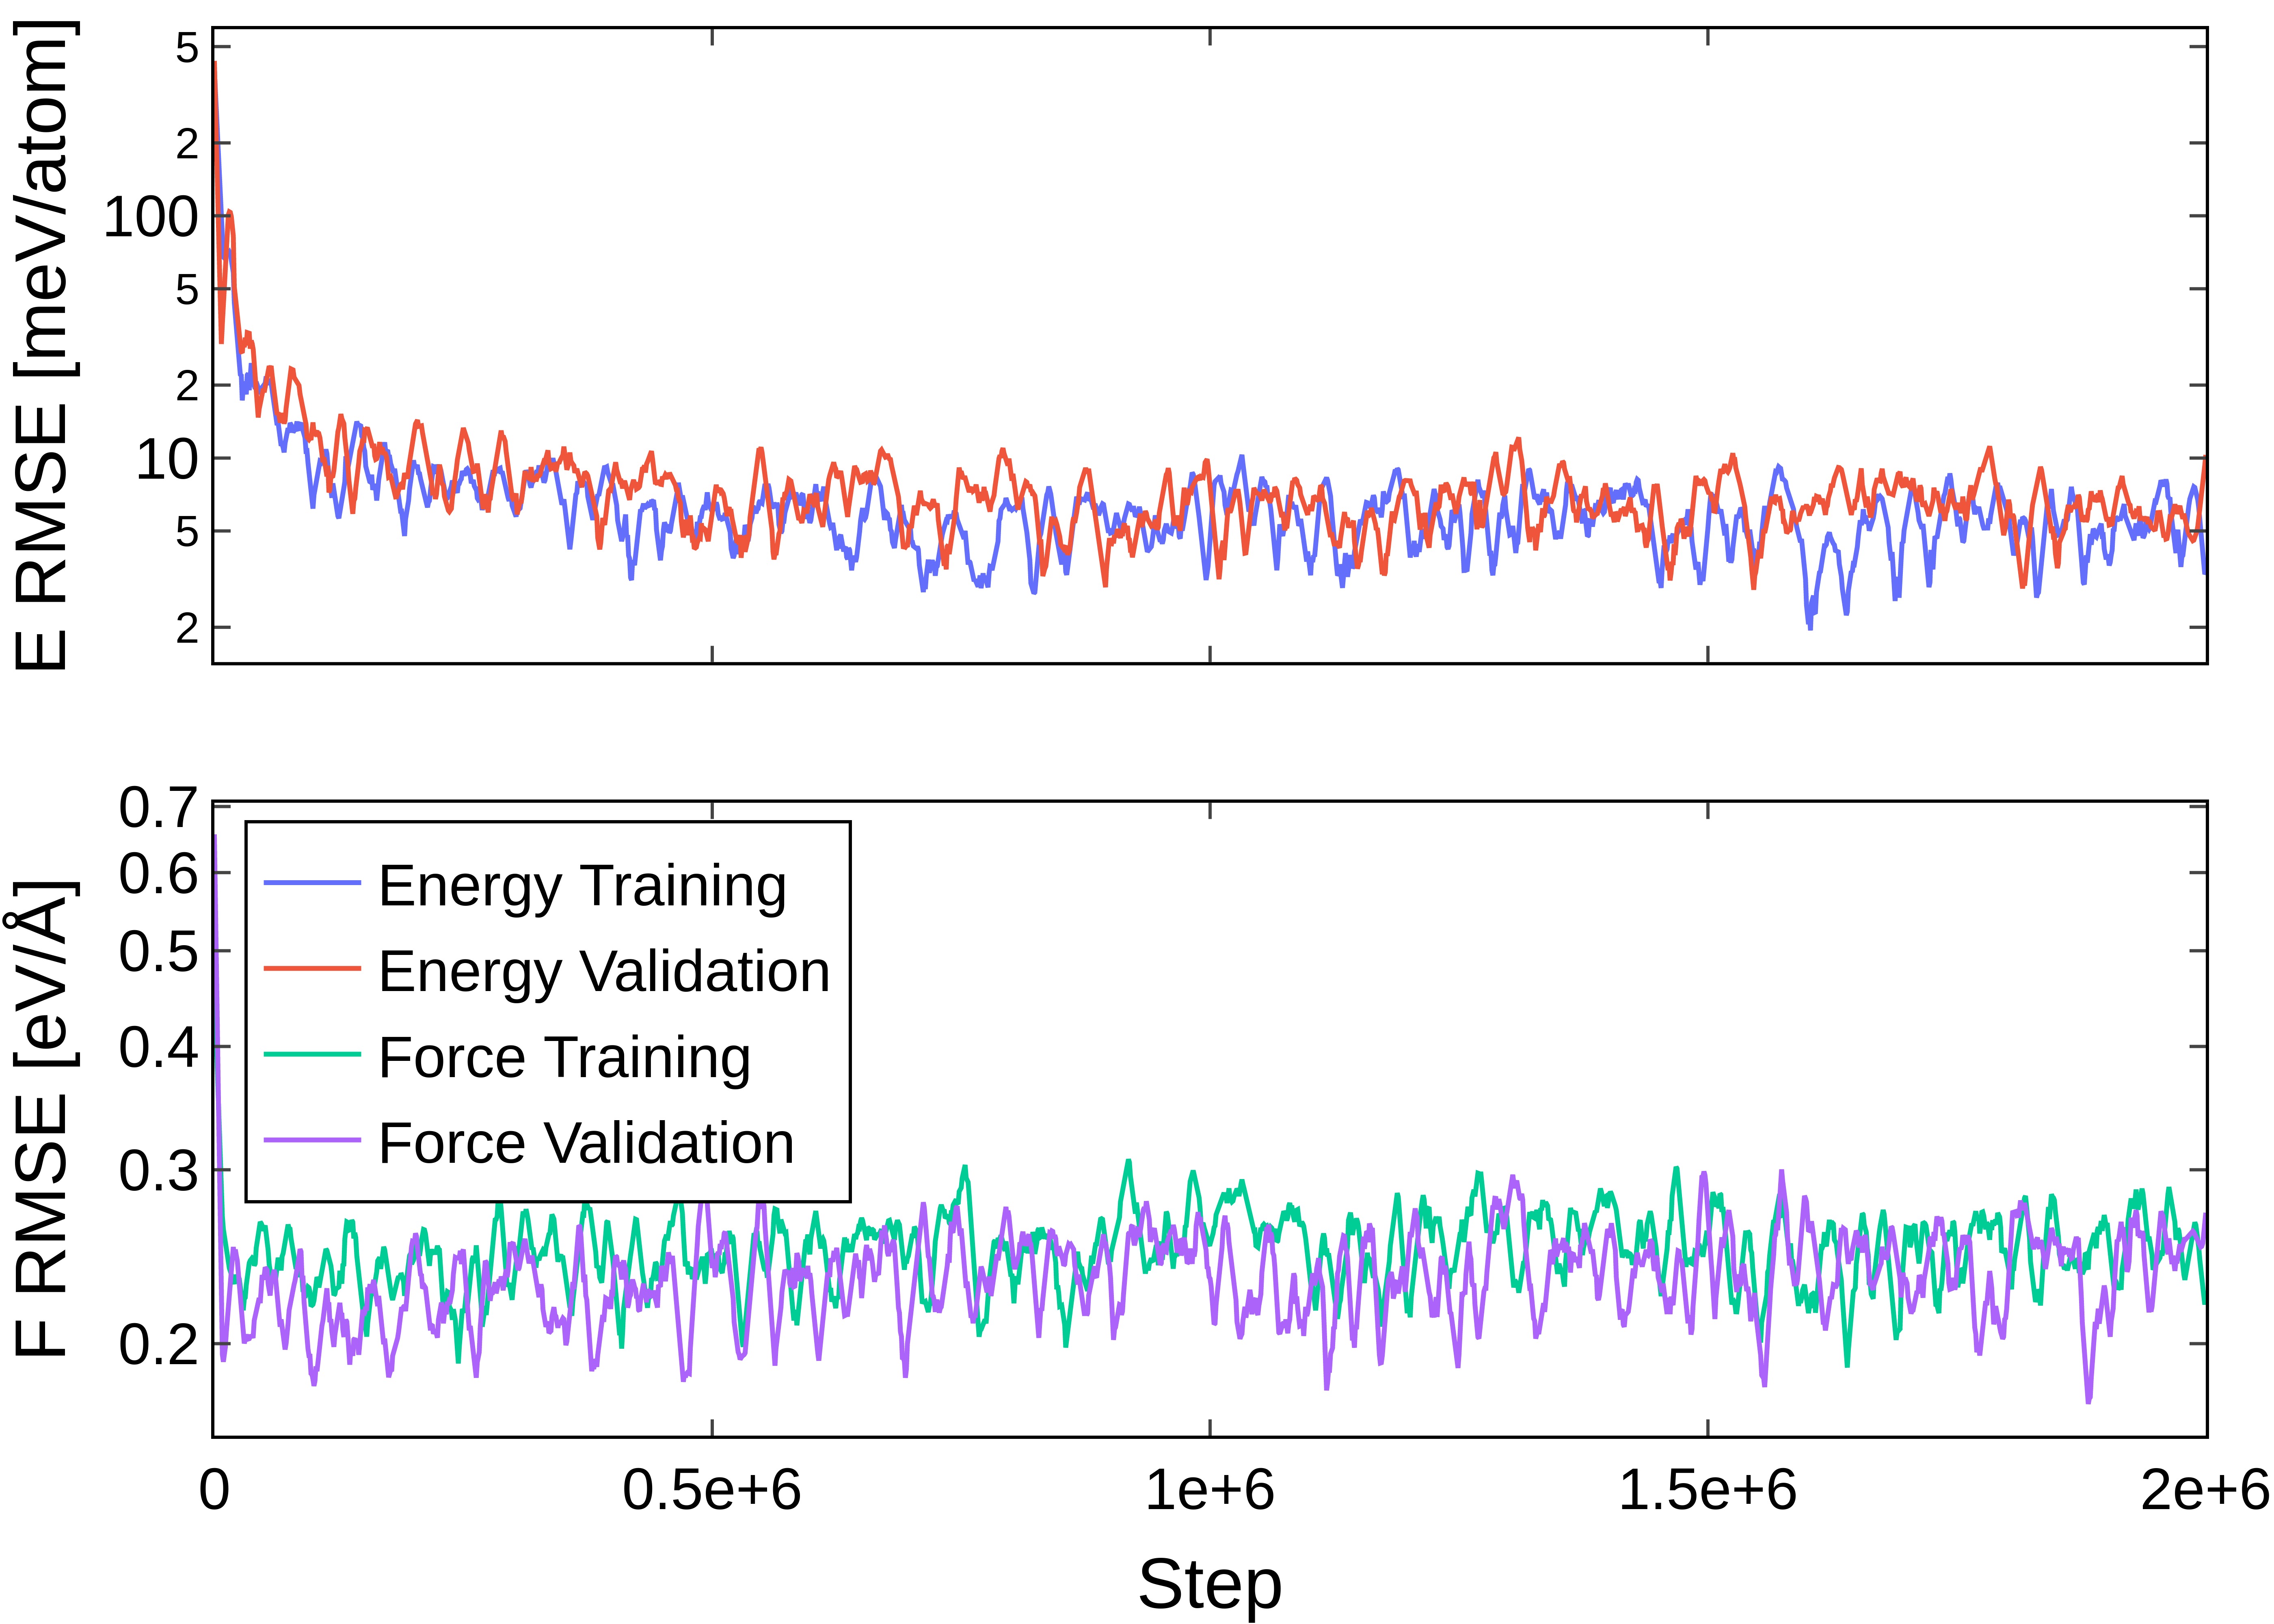 E RMSE [meV/atom]
5
2
100
5
2
10
5
2
F RMSE [eV/Å]
0.7
0.6
0.5
0.4
0.3
0.2
Energy Training
Energy Validation
Force Training
Force Validation
0 0.5e+6 1e+6 1.5e+6 2e+6
Step